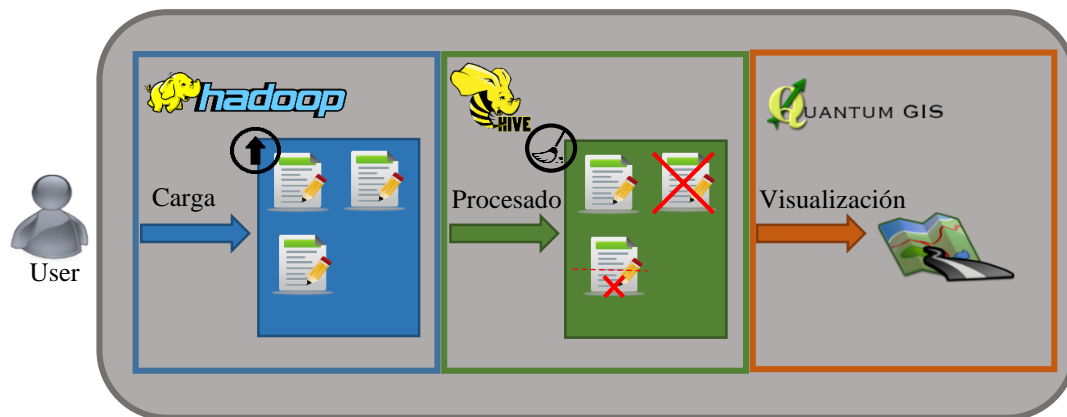 hadoop
HIVE
QUANTUM GIS
Carga
Procesado
Visualización
User